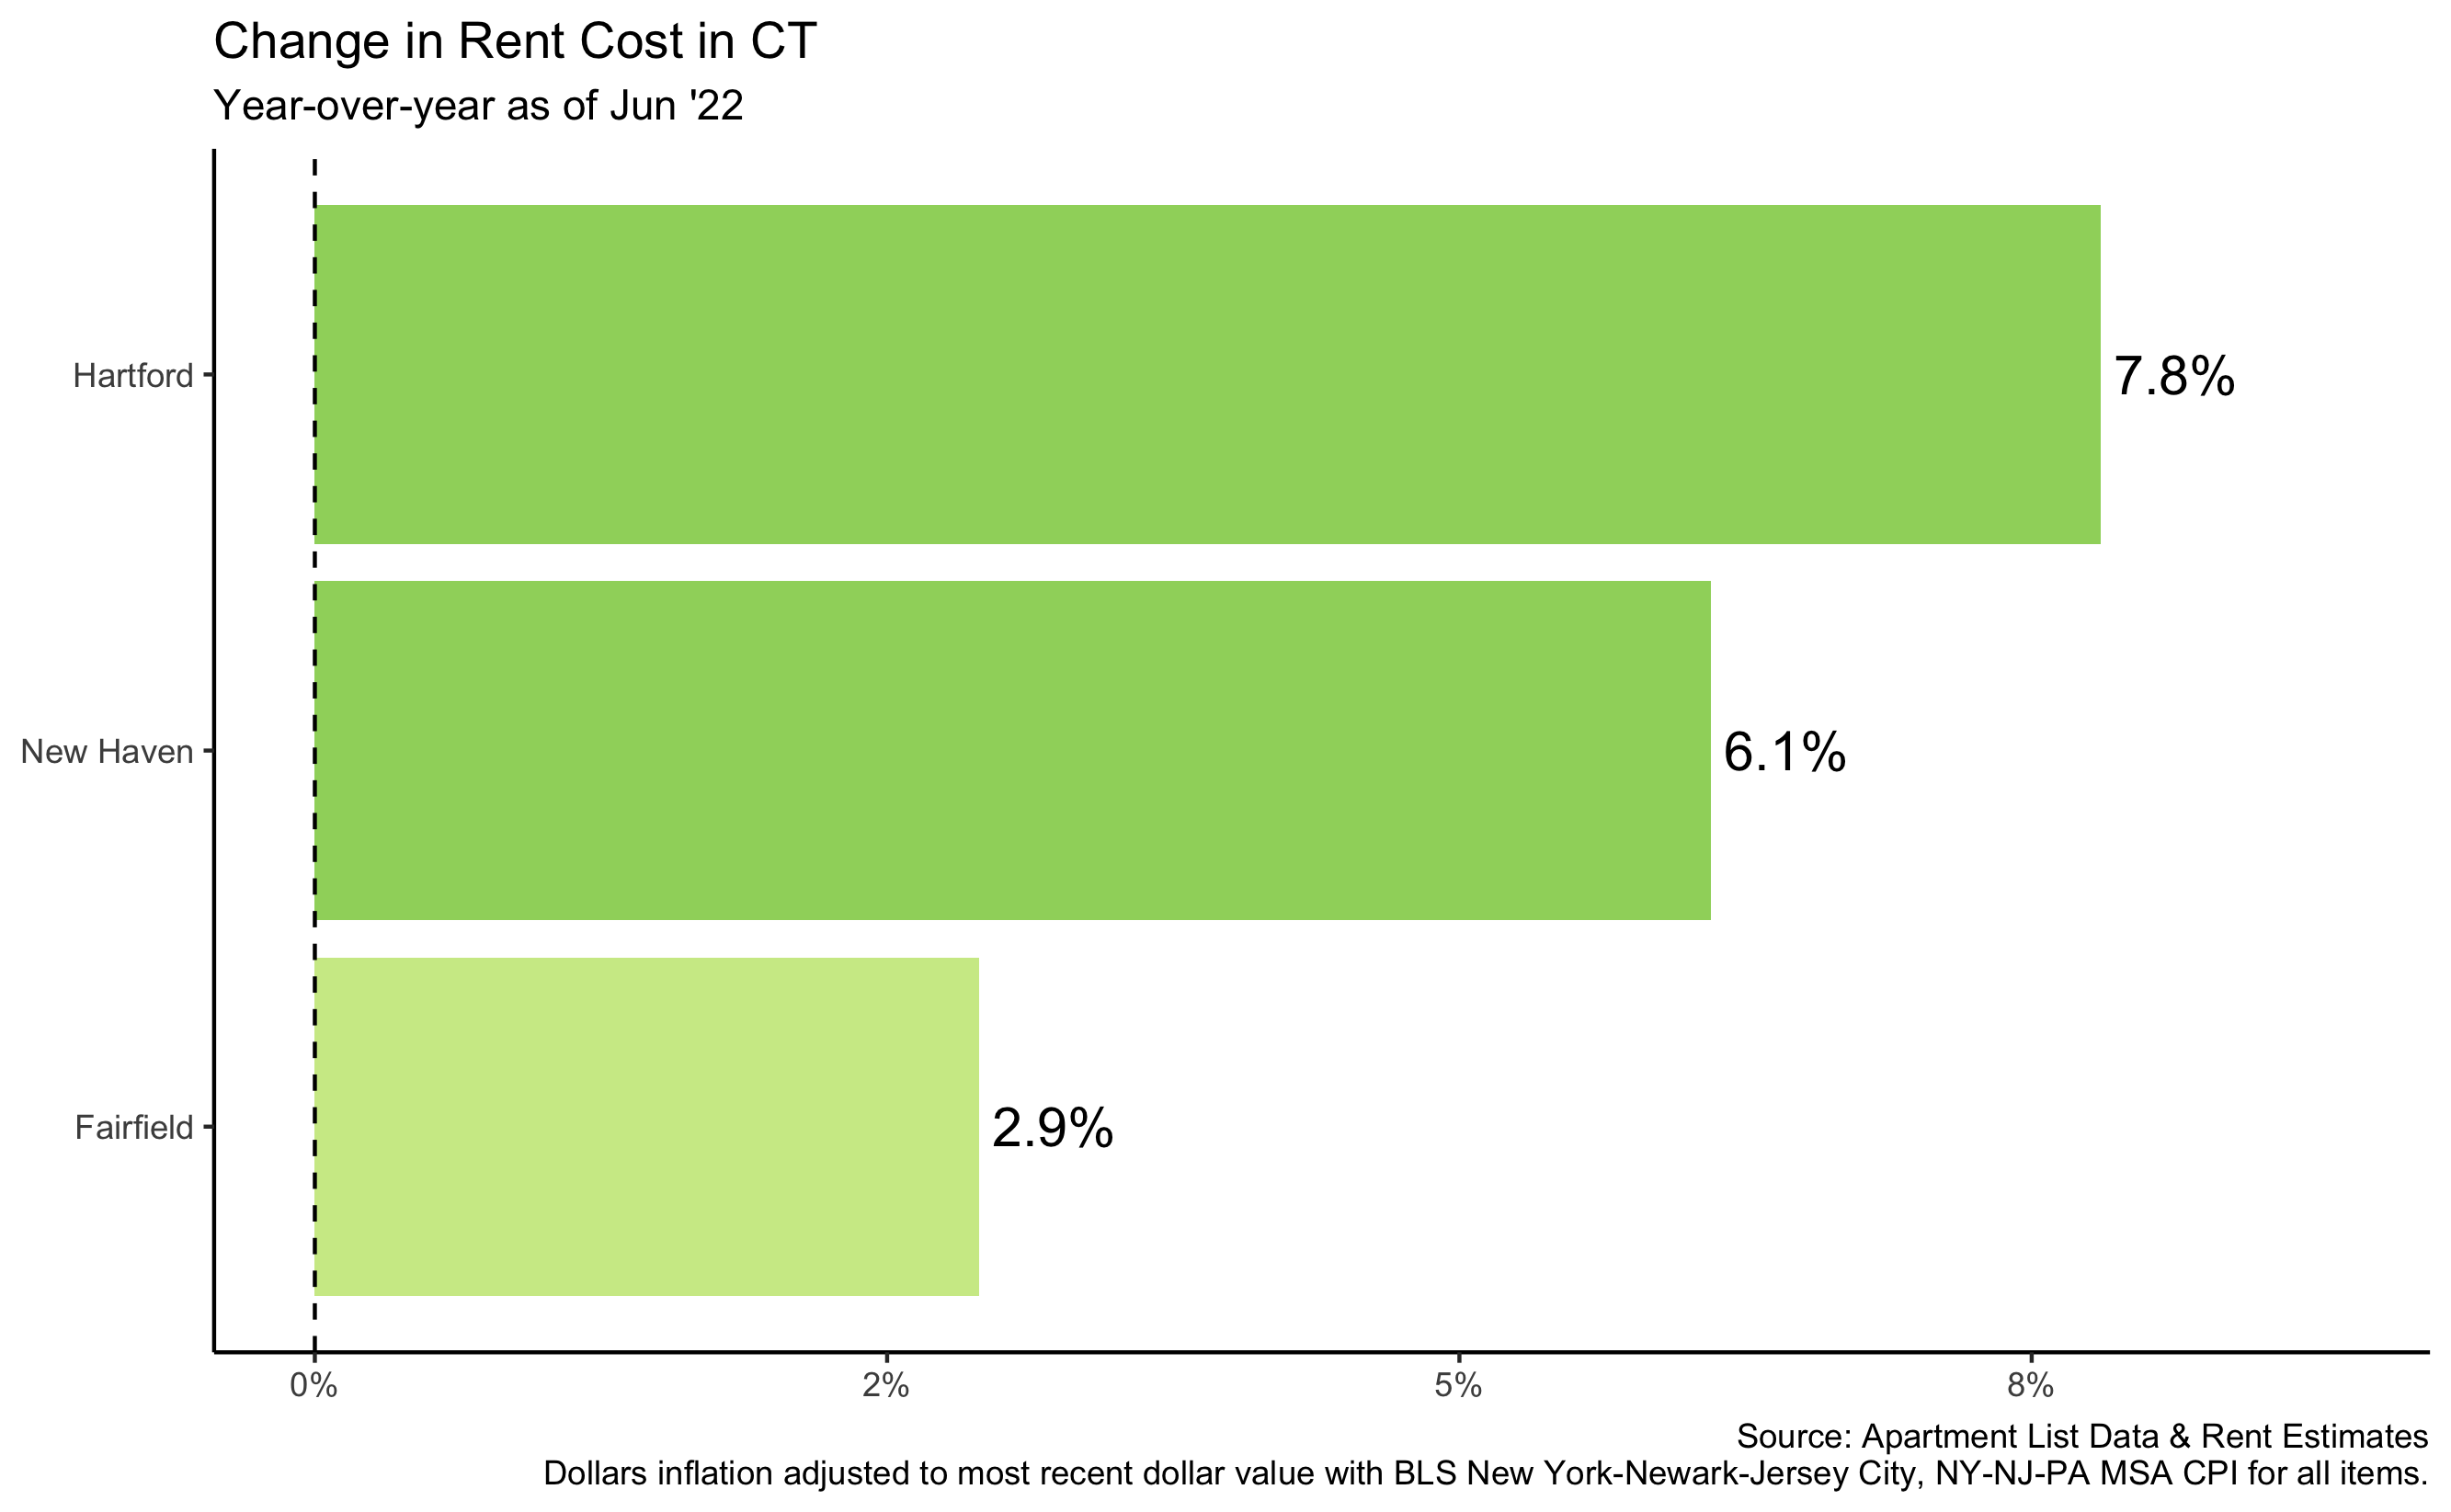 Change in Rent Cost in CT
Year-over-year as of Jun '22
Hartford
7.8%
New Haven
6.1%
Fairfield
2.9%
0% 2% 5% 8%
Source: Apartment List Data & Rent Estimates
Dollars inflation adjusted to most recent dollar value with BLS New York-Newark-Jersey City, NY-NJ-PA MSA CPI for all items.